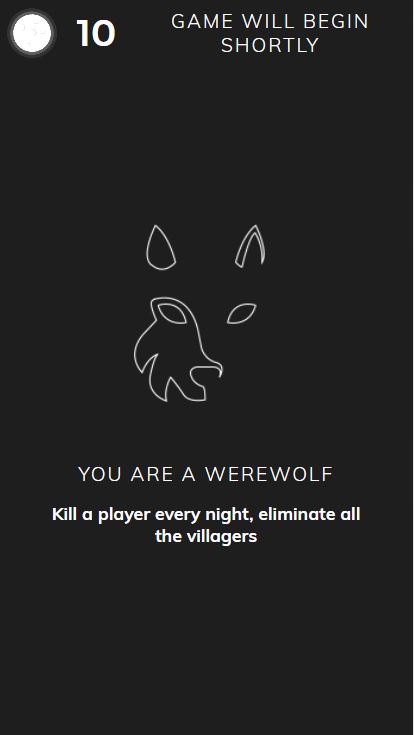 10
GAME WILL BEGIN
SHORTLY
YOU ARE A WEREWOLF
Kill a player every night, eliminate all
the villagers